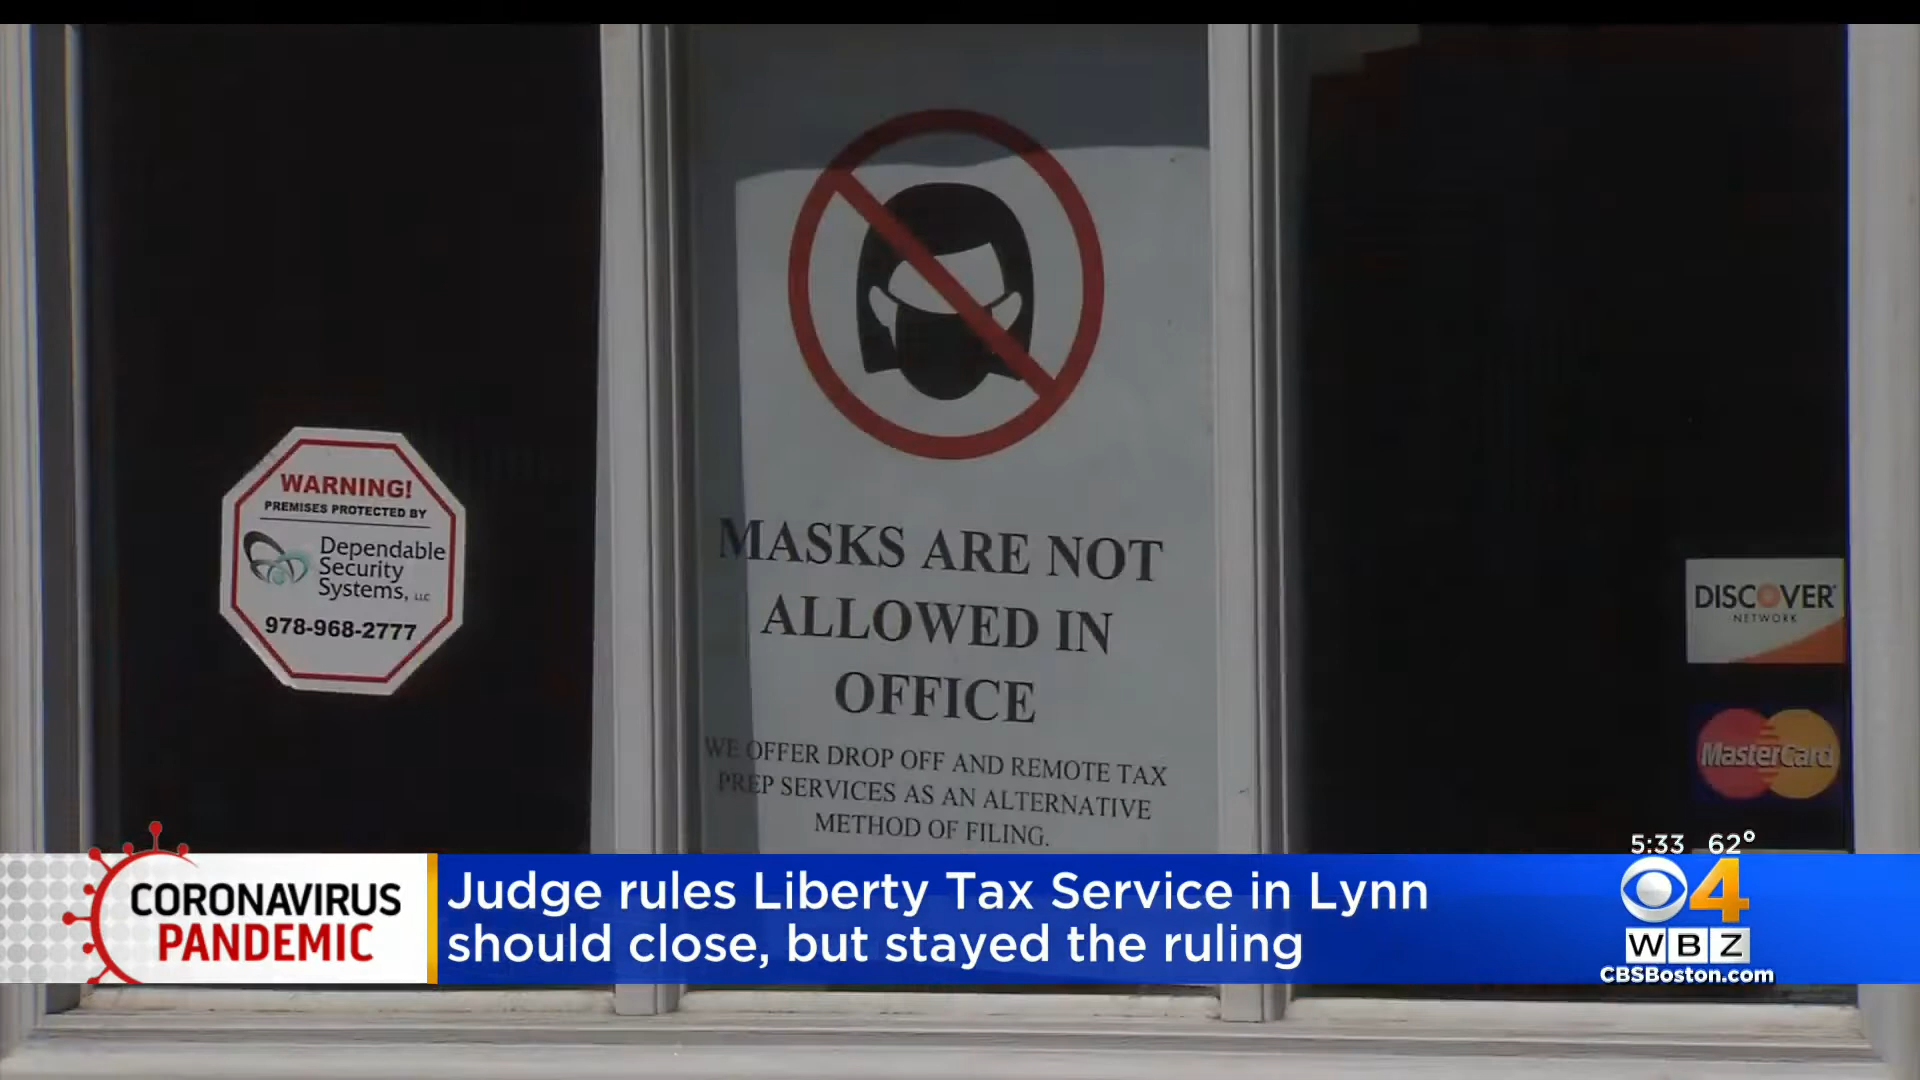 WARNING!
PREMISES PROTECTED BY
Dependable
Security
Systems, LLC
978-968-2777
MASKS ARE NOT
ALLOWED IN
OFFICE
WE OFFER DROP OFF AND REMOTE TAX
PREP SERVICES AS AN ALTERNATIVE
METHOD OF FILING.
DISCOVER
NETWORK
MasterCard
5:33 62°
CORONAVIRUS
PANDEMIC
Judge rules Liberty Tax Service in Lynn
should close, but stayed the ruling
4
WBZ
CBSBoston.com